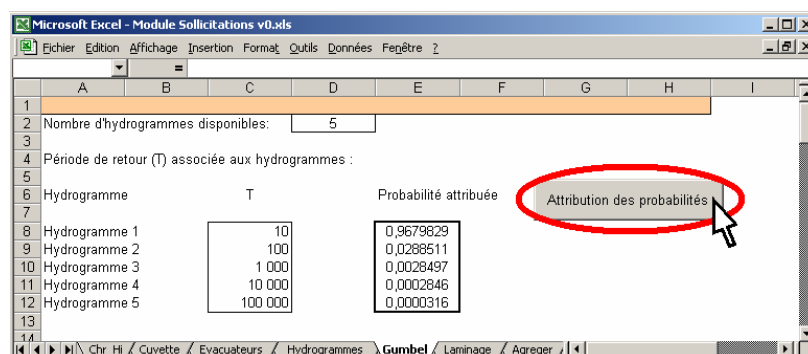 Microsoft Excel - Module Sollicitations v0.xls
Fichier Edition Affichage Insertion Format Outils Données Fenêtre ?
=
A B C D E F G H I
1
2 Nombre d'hydrogrammes disponibles: 5
3
4 Période de retour (T) associée aux hydrogrammes :
5
6 Hydrogramme T Probabilité attribuée Attribution des probabilités
7
8 Hydrogramme 1 10 0,9679829
9 Hydrogramme 2 100 0,0288511
10 Hydrogramme 3 1 000 0,0028497
11 Hydrogramme 4 10 000 0,0002846
12 Hydrogramme 5 100 000 0,0000316
13
14
Chr Hi Cuvette Evacuateurs Hydrogrammes Gumbel Laminage Agreger